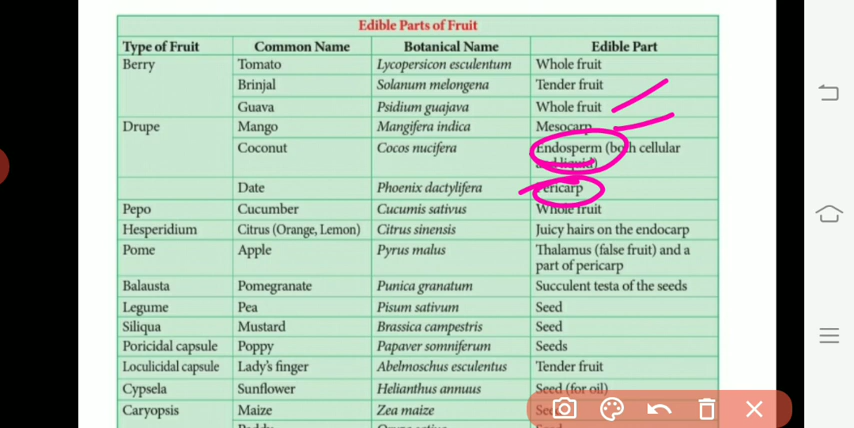 Edible Parts of Fruit
Type of Fruit Common Name Botanical Name Edible Part
Berry Tomato Lycopersicon esculentum Whole fruit
Brinjal Solanum melongena Tender fruit
Guava Psidium guajava Whole fruit
Drupe Mango Mangifera indica Mesocarp
Coconut Cocos nucifera Endosperm (both cellular
and liquid)
Date Phoenix dactylifera Pericarp
Pepo Cucumber Cucumis sativus Whole fruit
Hesperidium Citrus (Orange, Lemon) Citrus sinensis Juicy hairs on the endocarp
Pome Apple Pyrus malus Thalamus (false fruit) and a
part of pericarp
Balausta Pomegranate Punica granatum Succulent testa of the seeds
Legume Pea Pisum sativum Seed
Siliqua Mustard Brassica campestris Seed
Poricidal capsule Poppy Papaver somniferum Seeds
Loculicidal capsule Lady's finger Abelmoschus esculentus Tender fruit
Cypsela Sunflower Helianthus annuus Seed (for oil)
Caryopsis Maize Zea maize